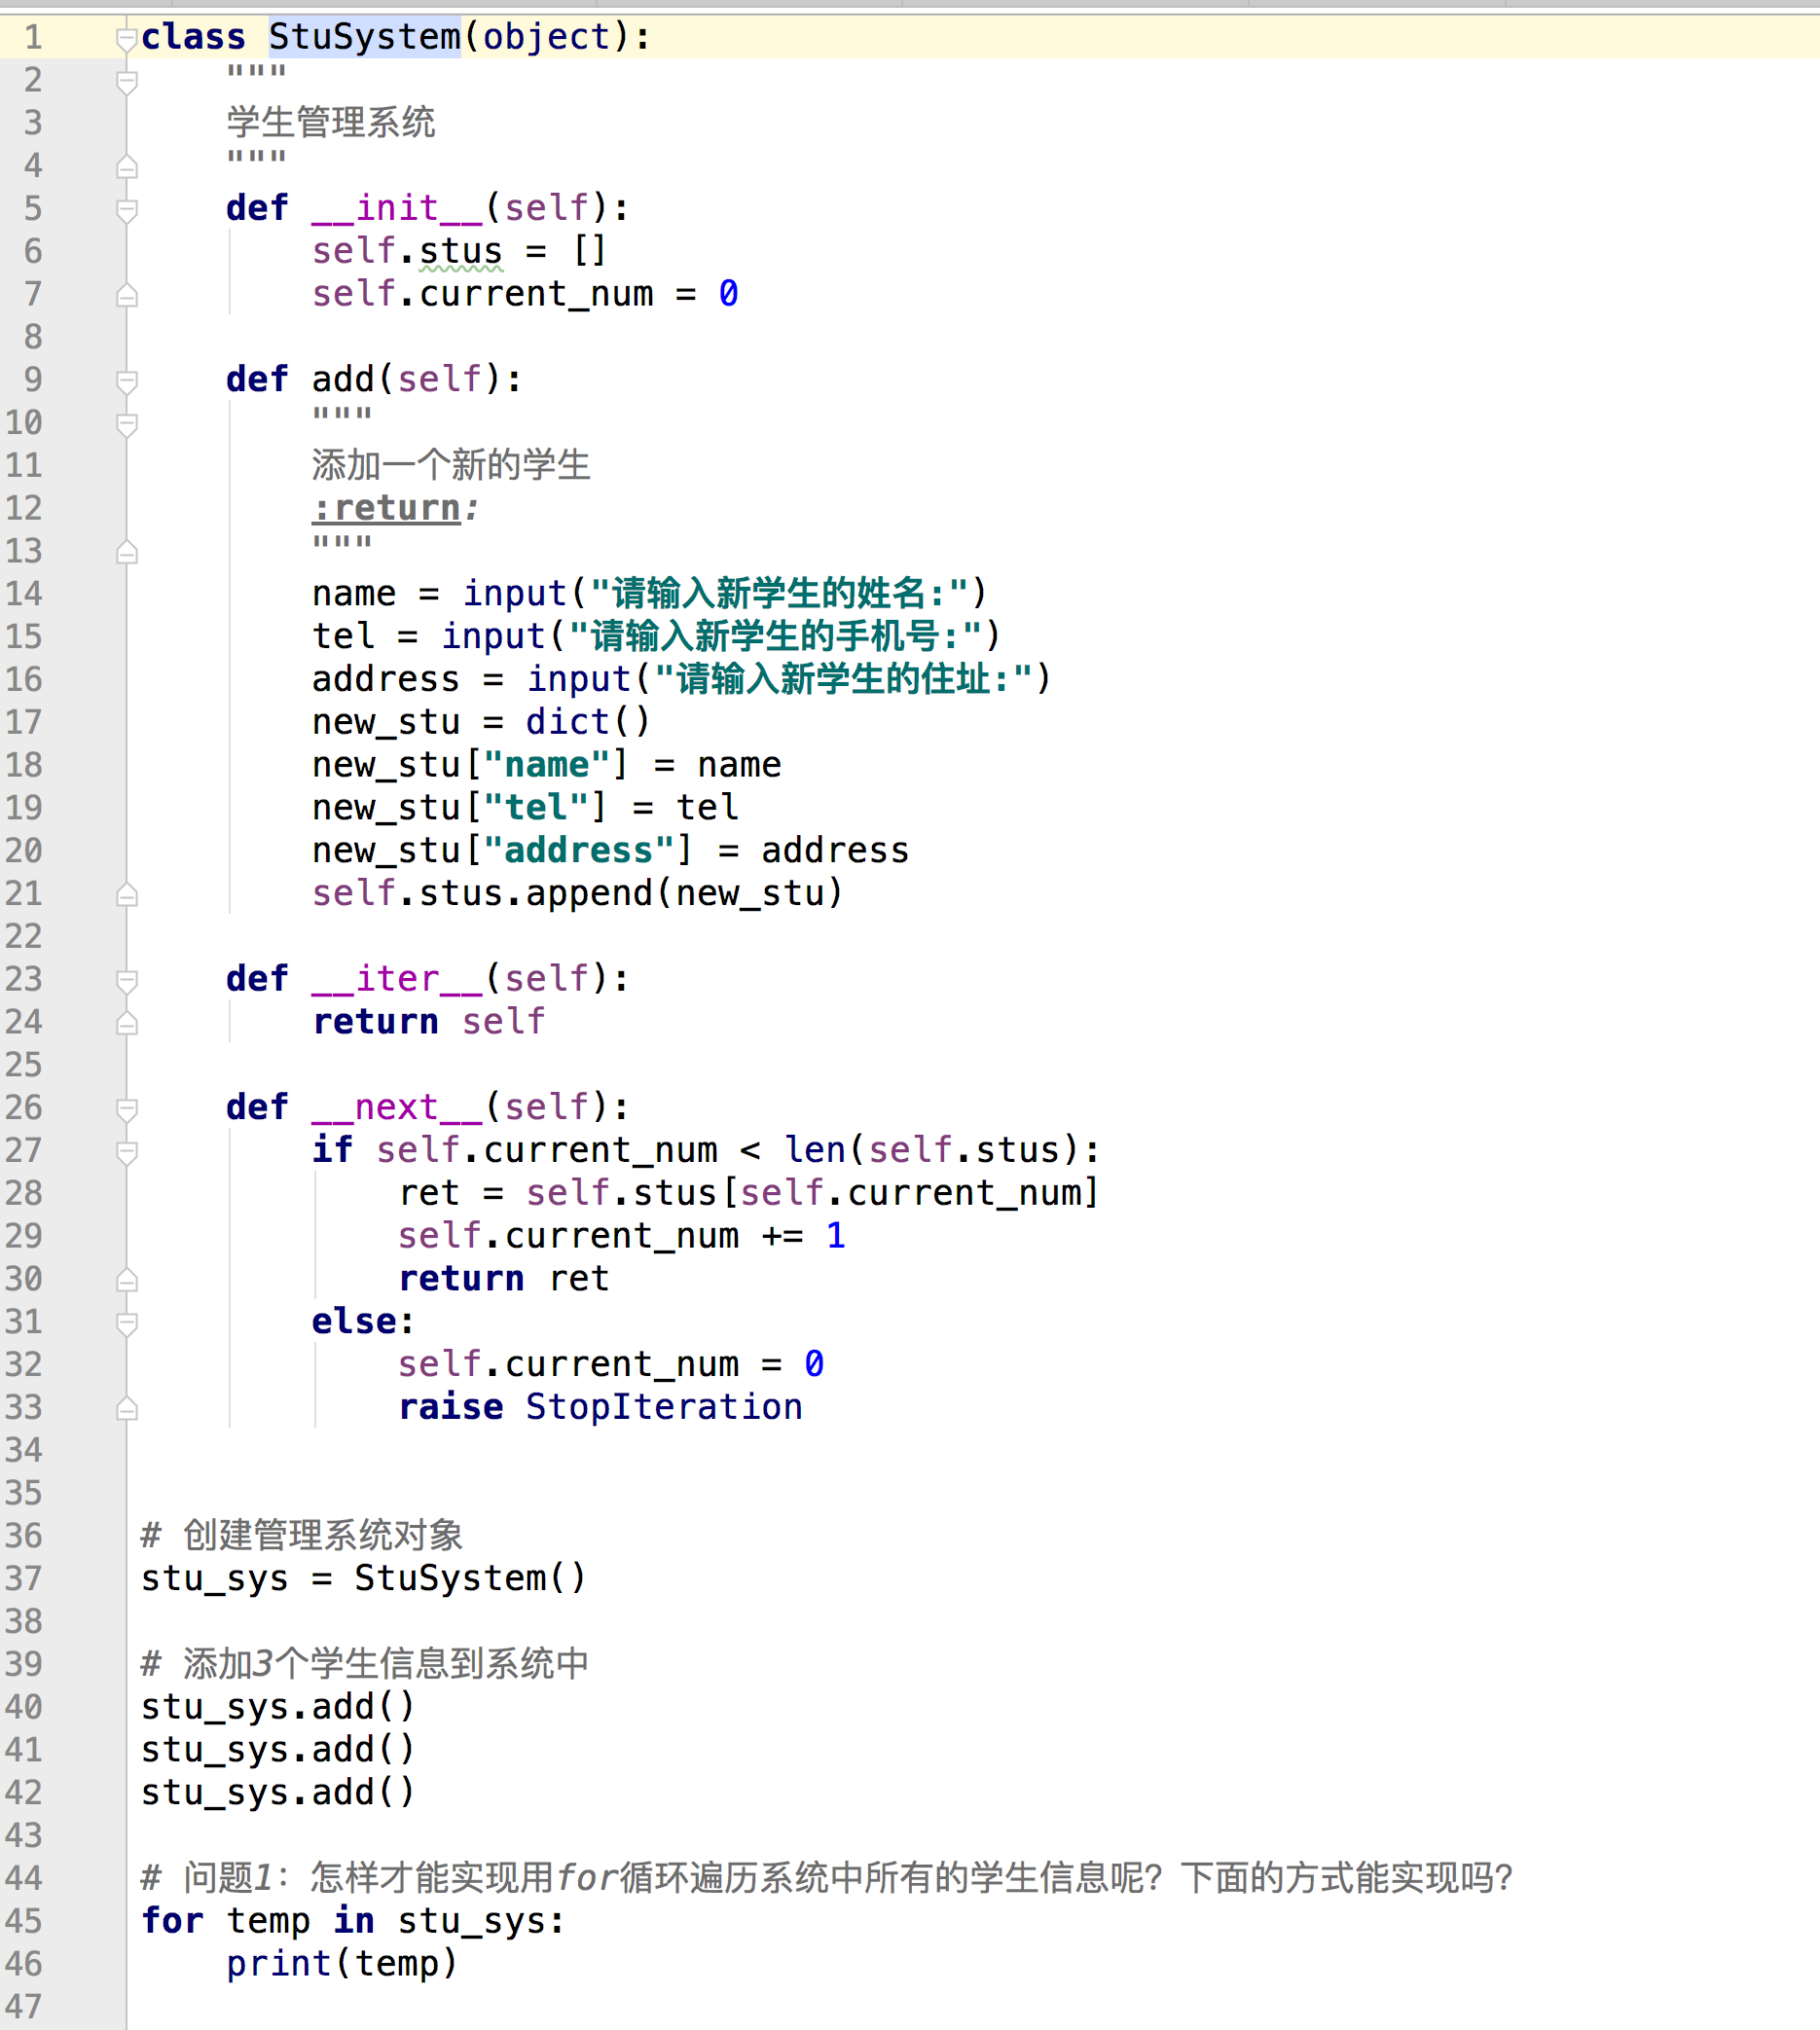 1 class StuSystem(object):
2     """
3     学生管理系统
4     """
5     def __init__(self):
6         self.stus = []
7         self.current_num = 0
8
9     def add(self):
10         """
11         添加一个新的学生
12         :return:
13         """
14         name = input("请输入新学生的姓名:")
15         tel = input("请输入新学生的手机号:")
16         address = input("请输入新学生的住址:")
17         new_stu = dict()
18         new_stu["name"] = name
19         new_stu["tel"] = tel
20         new_stu["address"] = address
21         self.stus.append(new_stu)
22
23     def __iter__(self):
24         return self
25
26     def __next__(self):
27         if self.current_num < len(self.stus):
28             ret = self.stus[self.current_num]
29             self.current_num += 1
30             return ret
31         else:
32             self.current_num = 0
33             raise StopIteration
34
35
36 # 创建管理系统对象
37 stu_sys = StuSystem()
38
39 # 添加3个学生信息到系统中
40 stu_sys.add()
41 stu_sys.add()
42 stu_sys.add()
43
44 # 问题1：怎样才能实现用for循环遍历系统中所有的学生信息呢？下面的方式能实现吗？
45 for temp in stu_sys:
46     print(temp)
47